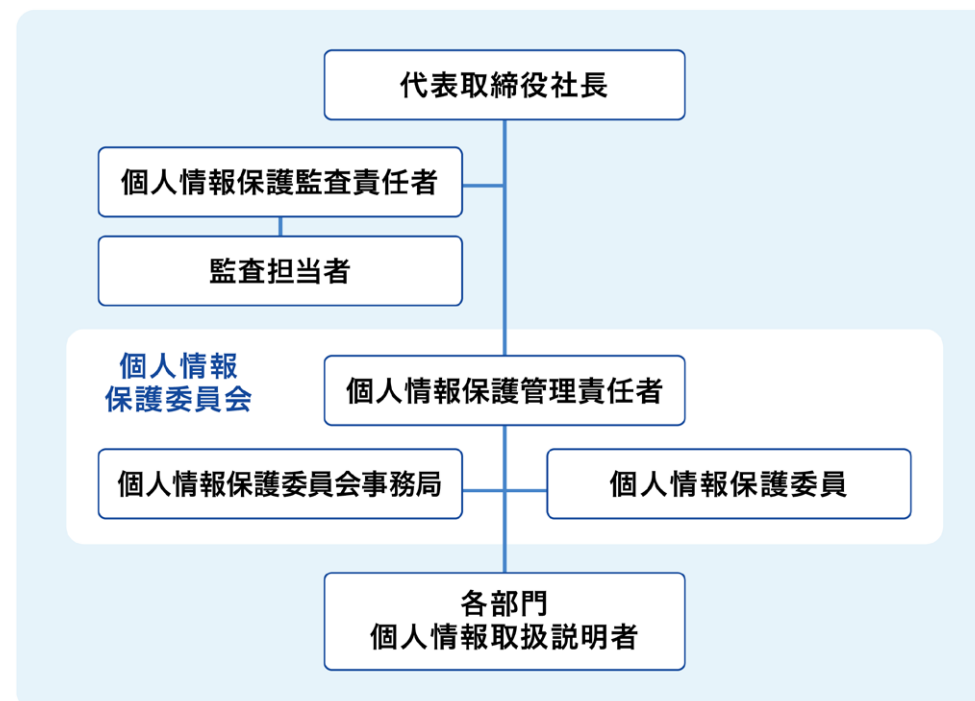 代表取締役社長
個人情報保護監査責任者
監査担当者
個人情報
保護委員会
個人情報保護管理責任者
個人情報保護委員会事務局
個人情報保護委員
各部門
個人情報取扱説明者